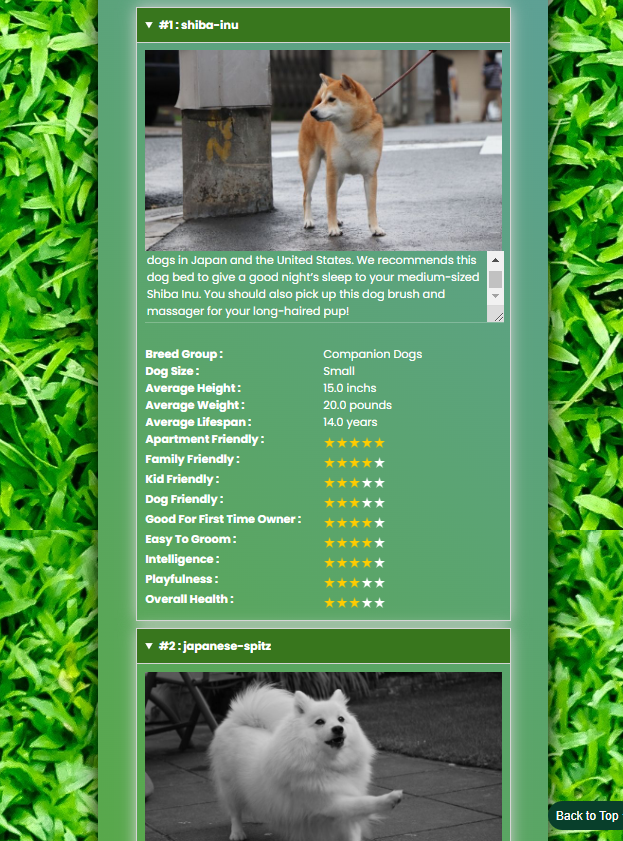 ▼ #1 : shiba-inu
dogs in Japan and the United States. We recommends this
dog bed to give a good night's sleep to your medium-sized
Shiba Inu. You should also pick up this dog brush and
massager for your long-haired pup!
Breed Group : Companion Dogs
Dog Size : Small
Average Height : 15.0 inchs
Average Weight : 20.0 pounds
Average Lifespan : 14.0 years
Apartment Friendly : ★★★★★
Family Friendly : ★★★★★
Kid Friendly : ★★★★★
Dog Friendly : ★★★★★
Good For First Time Owner : ★★★★★
Easy To Groom : ★★★★★
Intelligence : ★★★★★
Playfulness : ★★★★★
Overall Health : ★★★★★
▼ #2 : japanese-spitz
Back to Top